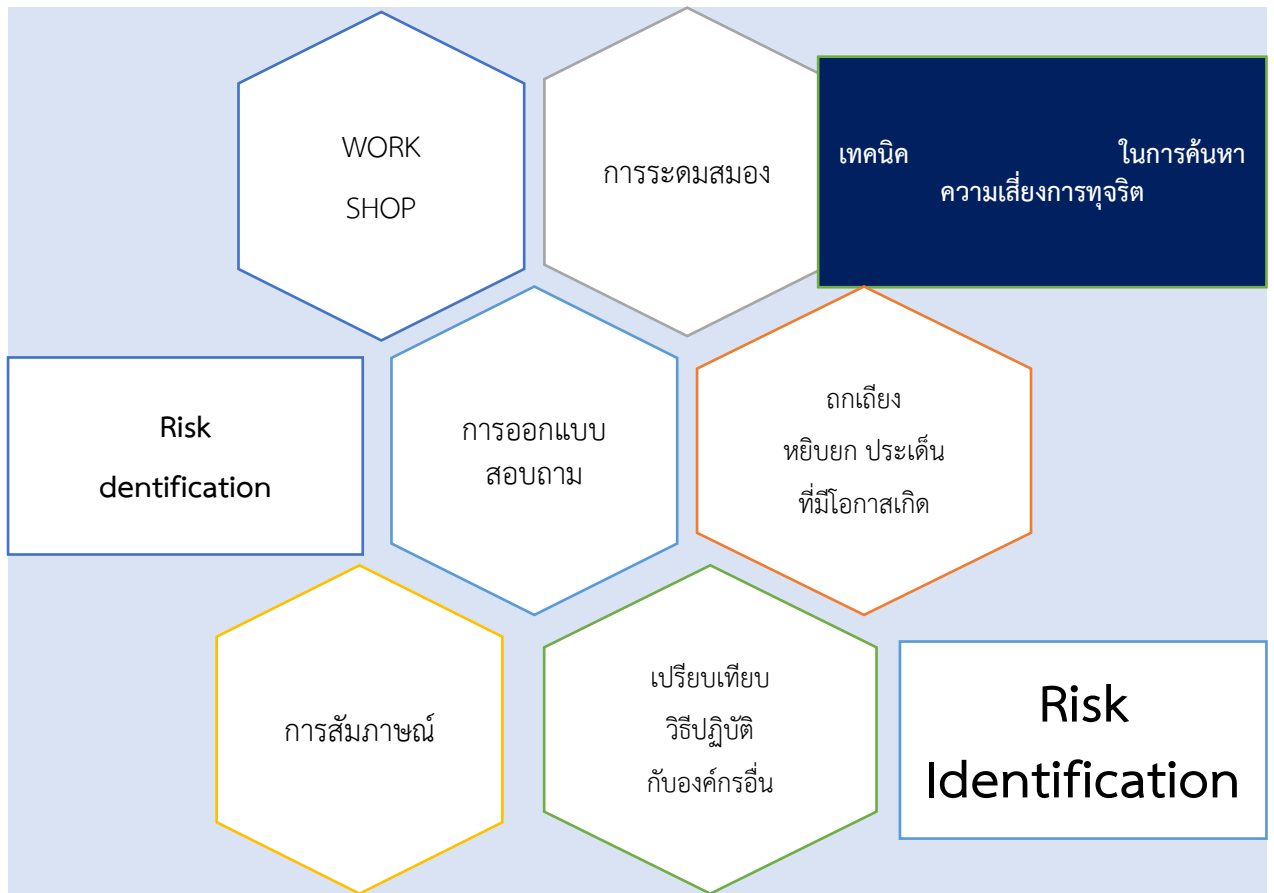 WORK
SHOP
การระดมสมอง
เทคนิค ในการค้นหา
ความเสี่ยงการทุจริต
Risk
dentification
การออกแบบ
สอบถาม
ถกเถียง
หยิบยก ประเด็น
ที่มีโอกาสเกิด
การสัมภาษณ์
เปรียบเทียบ
วิธีปฏิบัติ
กับองค์กรอื่น
Risk
Identification